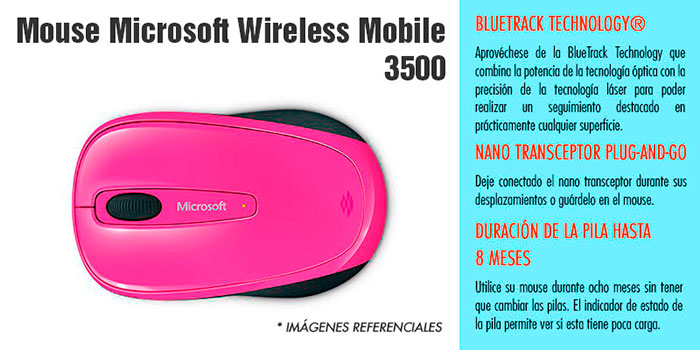 Mouse Microsoft Wireless Mobile
3500
Microsoft
* IMÁGENES REFERENCIALES
BLUETRACK TECHNOLOGY®
Aprovéchese de la BlueTrack Technology que
combina la potencia de la tecnología óptica con la
precisión de la tecnología láser para poder
realizar un seguimiento destacado en
prácticamente cualquier superficie.
NANO TRANSCEPTOR PLUG-AND-GO
Deje conectado el nano transceptor durante sus
desplazamientos o guárdelo en el mouse.
DURACIÓN DE LA PILA HASTA
8 MESES
Utilice su mouse durante ocho meses sin tener
que cambiar las pilas. El indicador de estado de
la pila permite ver si esta tiene poca carga.